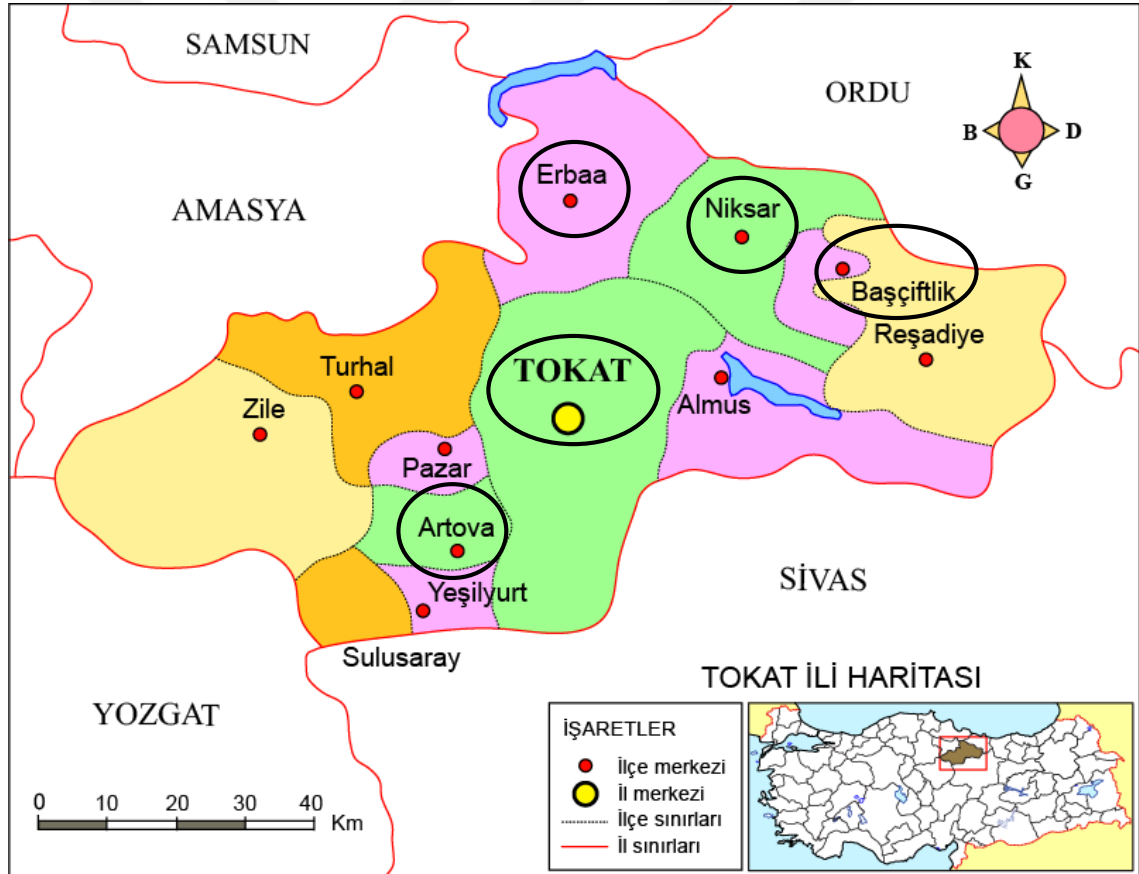 SAMSUN
ORDU
K
B D
G
AMASYA
Erbaa
Niksar
Başçiftlik
Reşadiye
Turhal
TOKAT
Almus
Zile
Pazar
Artova
Yeşilyurt
SİVAS
Sulusaray
YOZGAT
TOKAT İLİ HARİTASI
İŞARETLER
İlçe merkezi
İl merkezi
İlçe sınırları
İl sınırları
0 10 20 30 40
Km